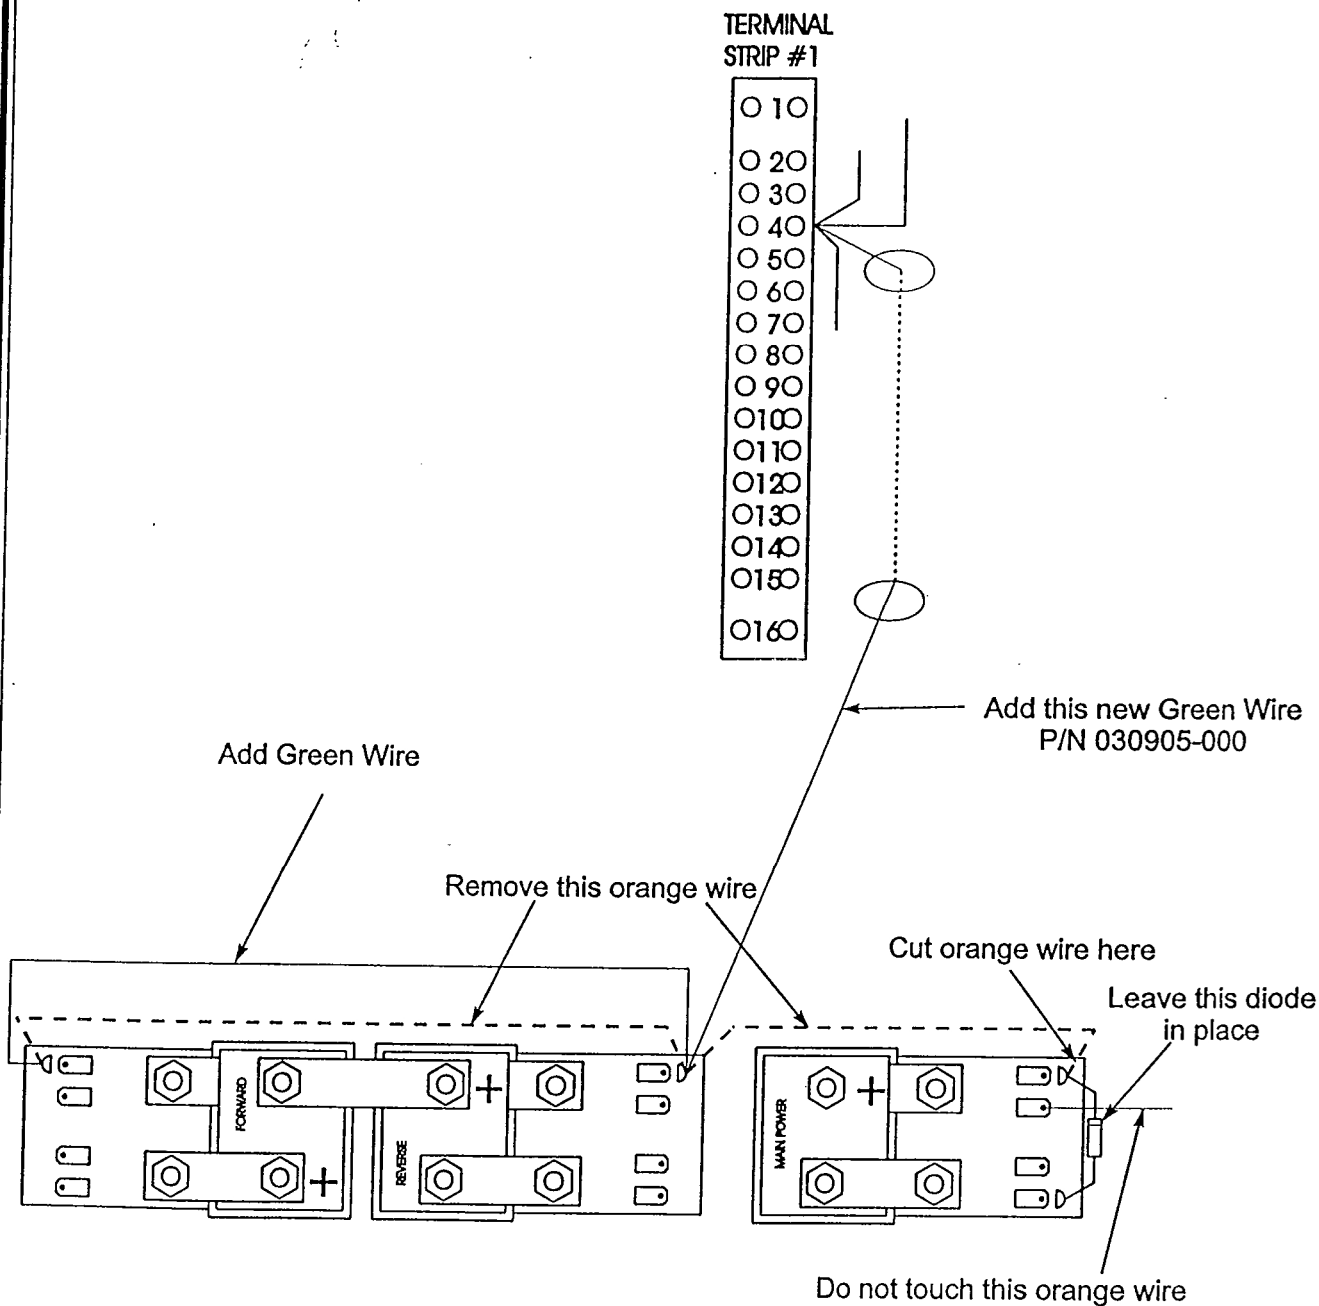 TERMINAL
STRIP #1
1
2
3
4
5
6
7
8
9
10
11
12
13
14
15
16
Add this new Green Wire
P/N 030905-000
Add Green Wire
Remove this orange wire
Cut orange wire here
Leave this diode
in place
FORWARD
+
REVERSE
+
MAIN POWER
+
Do not touch this orange wire